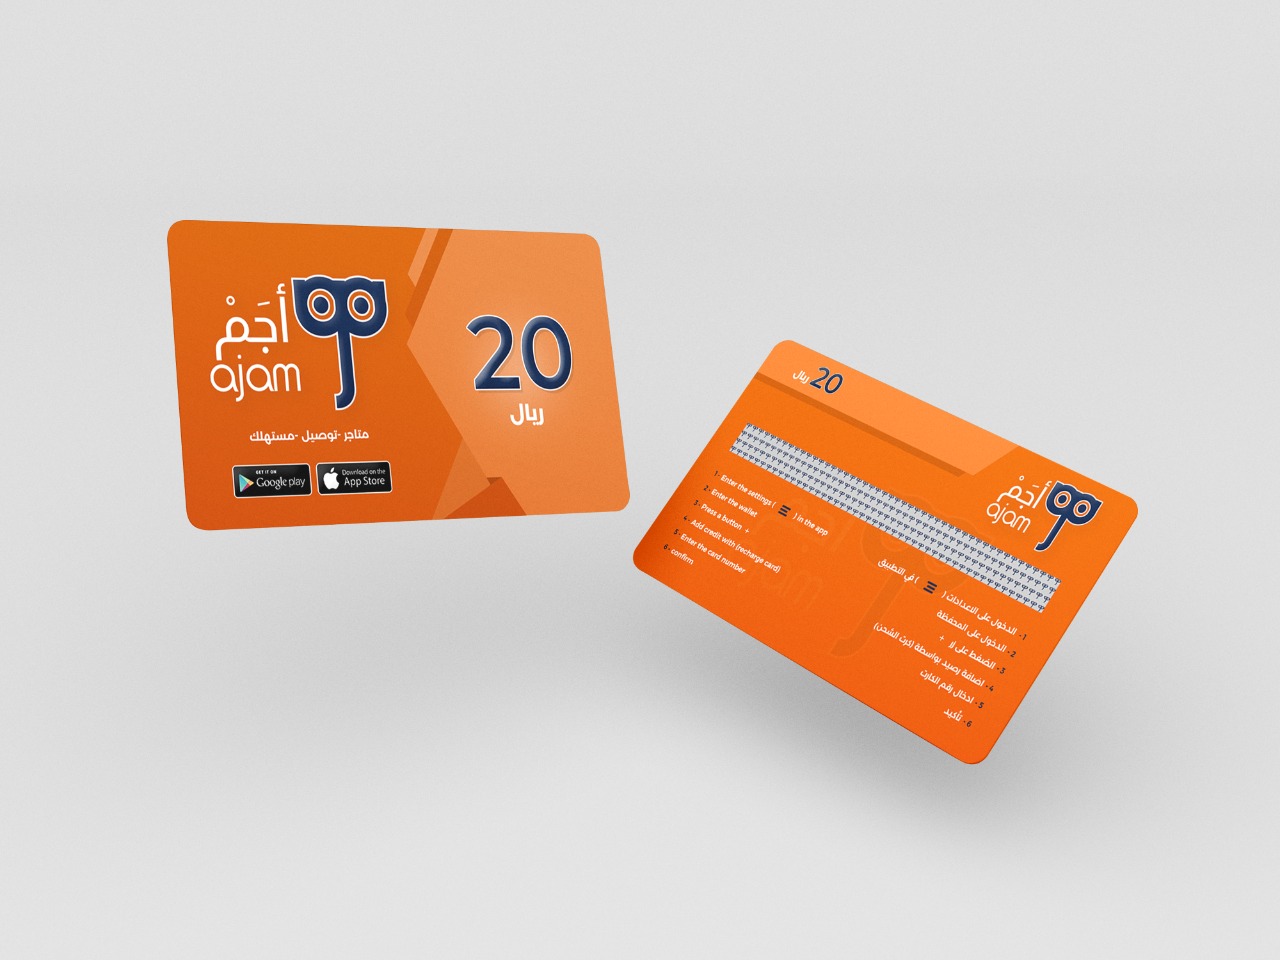 أَجَمْ
ajam
متاجر -توصيل -مستهلك
GET IT ON
Google play
Download on the
App Store
20
ريال
20 ريال
أَجَمْ
ajam
1- Enter the settings ( ☰ ) in the app
2- Enter the wallet
3- Press a button +
4- Add credit with (recharge card)
5- Enter the card number
6- confirm
1- الدخول على الاعدادات ( ☰ ) في التطبيق
2- الدخول على المحفظة
3- الضغط على لا +
4- اضافة رصيد بواسطة (كرت الشحن)
5- ادخال رقم الكارت
6- تأكيد